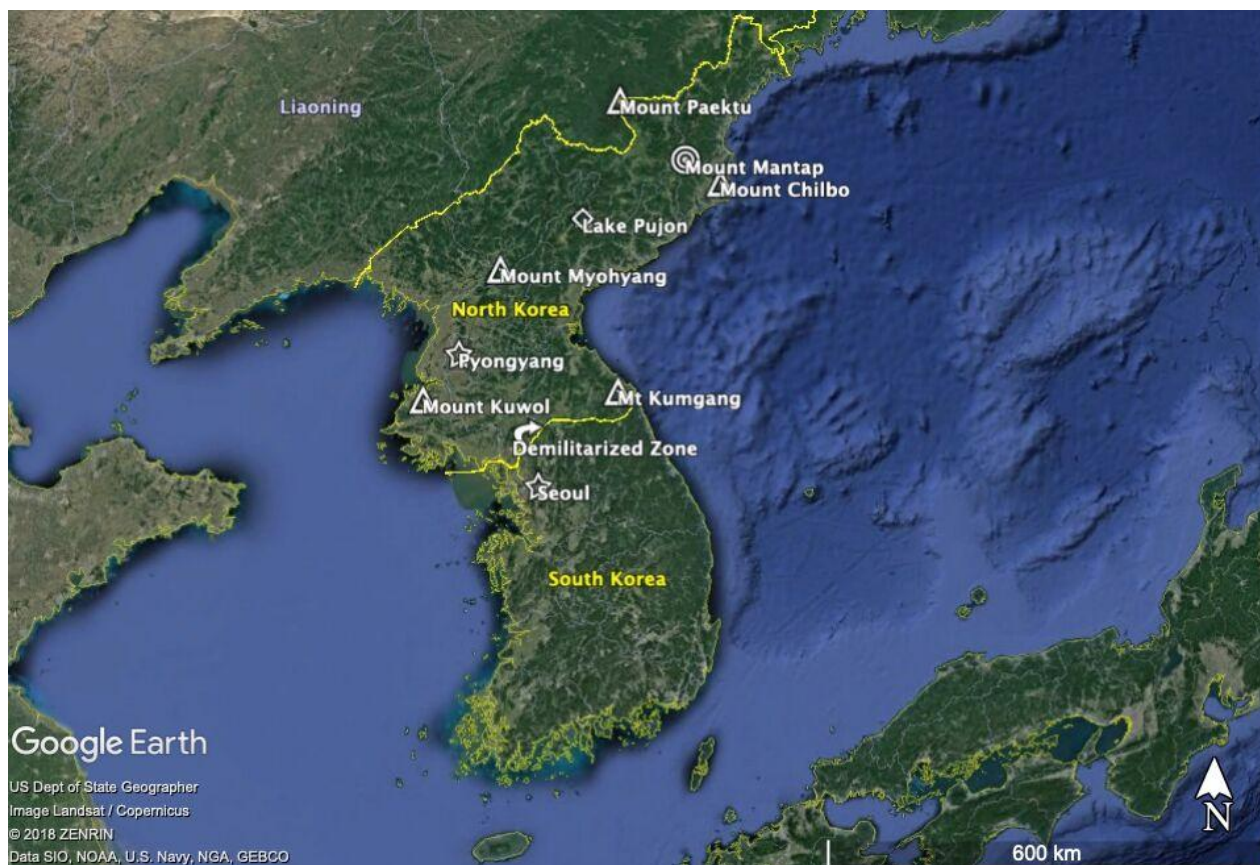 Liaoning
Mount Paektu
Mount Mantap
Mount Chilbo
Lake Pujon
Mount Myohyang
North Korea
Pyongyang
Mt Kumgang
Mount Kuwol
Demilitarized Zone
Seoul
South Korea
Google Earth
US Dept of State Geographer
Image Landsat / Copernicus
© 2018 ZENRIN
Data SIO, NOAA, U.S. Navy, NGA, GEBCO
N
600 km